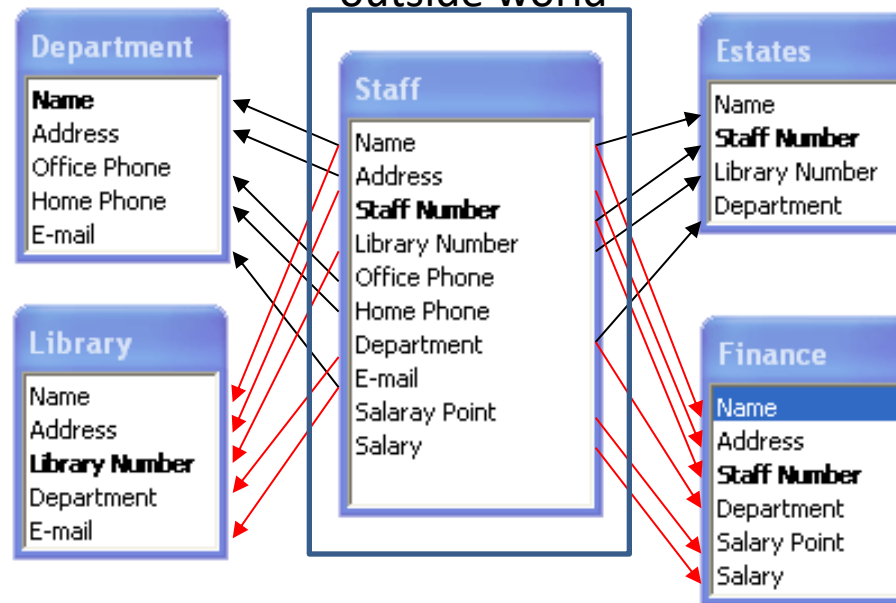 outside world
Department
Name
Address
Office Phone
Home Phone
E-mail
Staff
Name
Address
Staff Number
Library Number
Office Phone
Home Phone
Department
E-mail
Salaray Point
Salary
Estates
Name
Staff Number
Library Number
Department
Library
Name
Address
Library Number
Department
E-mail
Finance
Name
Address
Staff Number
Department
Salary Point
Salary